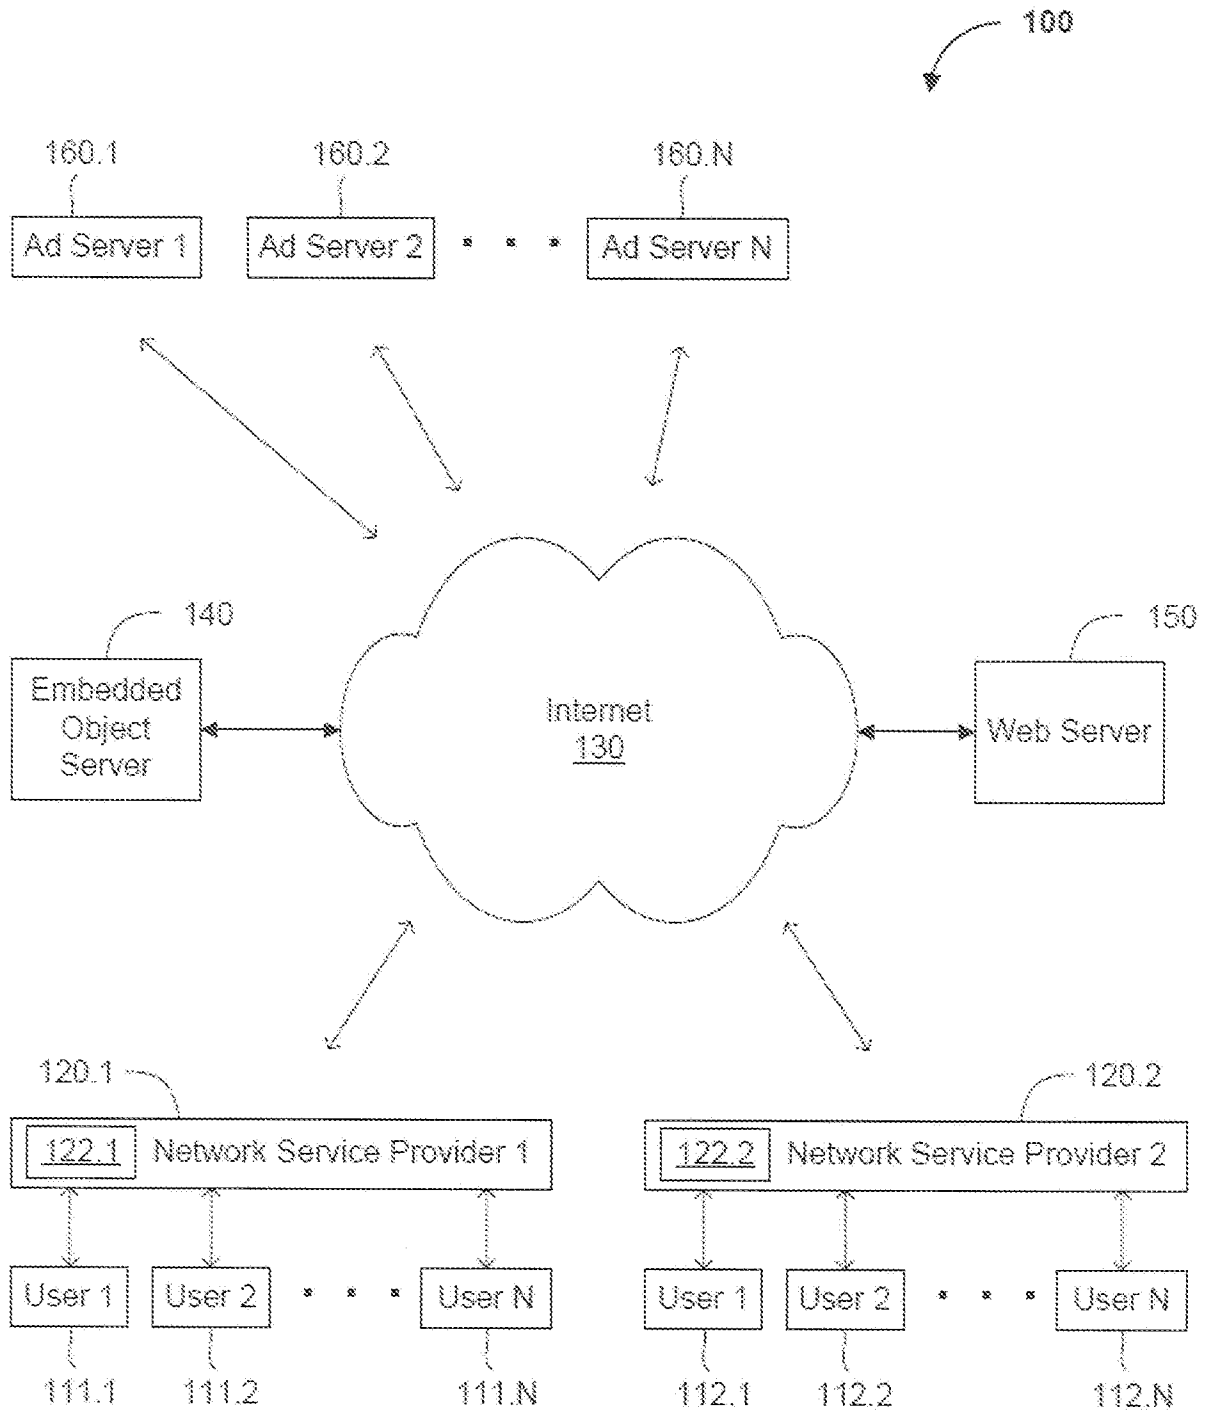 100
160.1 160.2 160.N
Ad Server 1 Ad Server 2 Ad Server N
140
150
Embedded
Object
Server
Internet
130
Web Server
120.1
120.2
122.1 Network Service Provider 1
122.2 Network Service Provider 2
User 1 User 2 User N
User 1 User 2 User N
111.1 111.2 111.N
112.1 112.2 112.N